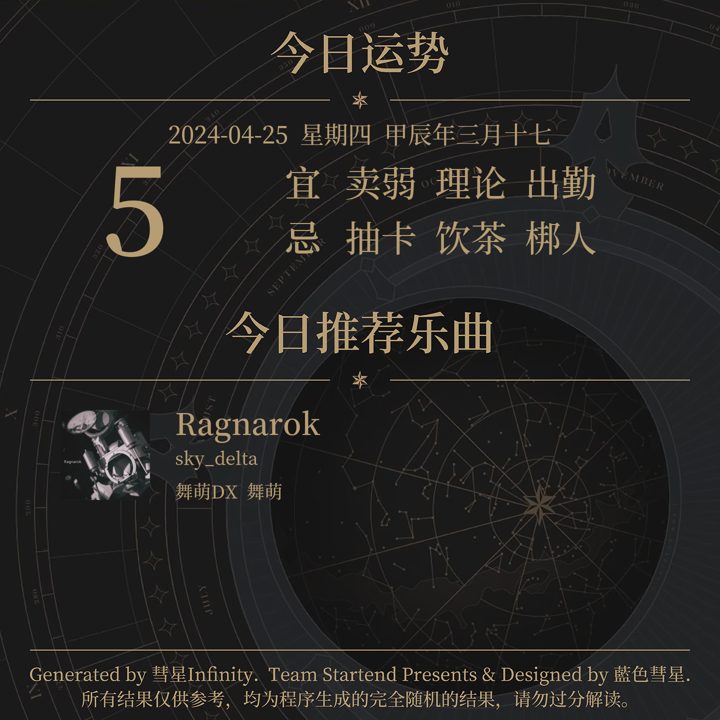 今日运势
2024-04-25 星期四 甲辰年三月十七
5
宜 卖弱 理论 出勤
忌 抽卡 饮茶 梆人
今日推荐乐曲
Ragnarok
sky_delta
舞萌DX 舞萌
Generated by 彗星Infinity. Team Startend Presents & Designed by 藍色彗星.
所有结果仅供参考，均为程序生成的完全随机的结果，请勿过分解读。
SEPTEMBER
NOVEMBER
JULY